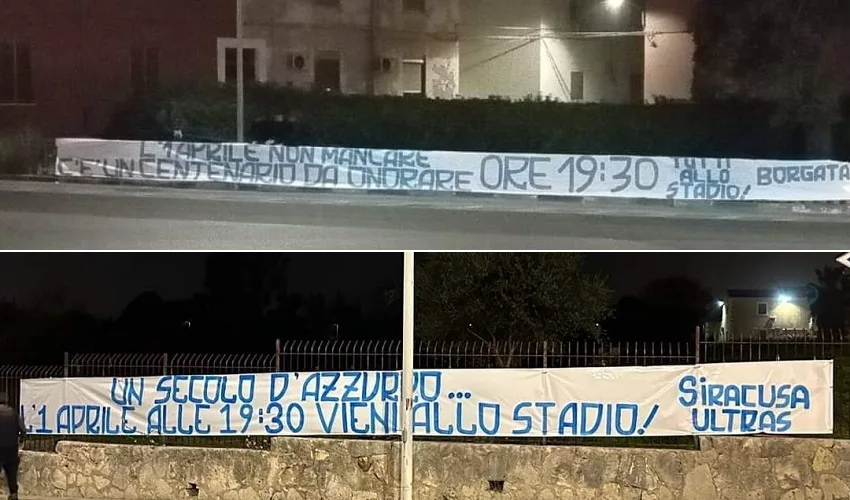 L'1 APRILE NON MANCARE
C'E' UN CENTENARIO DA ONORARE
ORE 19:30
TUTTI
ALLO
STADIO!
BORGATA
UN SECOLO D'AZZURRO...
L'1 APRILE ALLE 19:30 VIENI ALLO STADIO!
SIRACUSA
ULTRAS